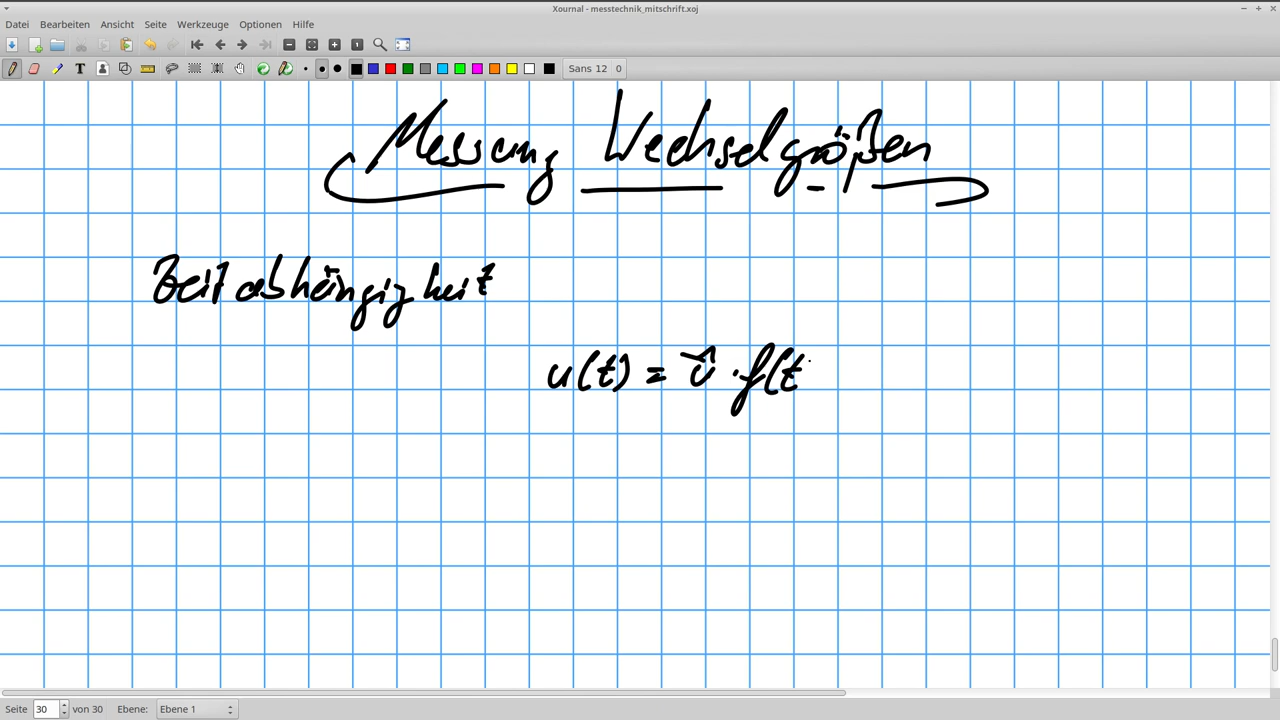 Xournal - messtechnik_mitschrift.xoj
Datei Bearbeiten Ansicht Seite Werkzeuge Optionen Hilfe
Sans 12 0
Messung Wechselgrößen
Zeitabhängigkeit
u(t) = û · f(t
Seite 30 von 30 Ebene: Ebene 1